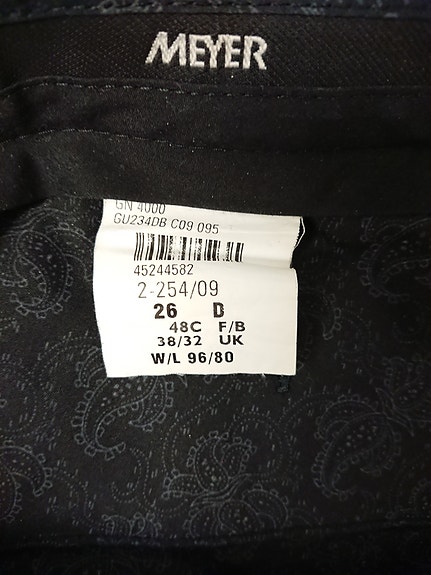 MEYER
GN 4000
GU234DB C09 095
45244582
2-254/09
26 D
48C F/B
38/32 UK
W/L 96/80